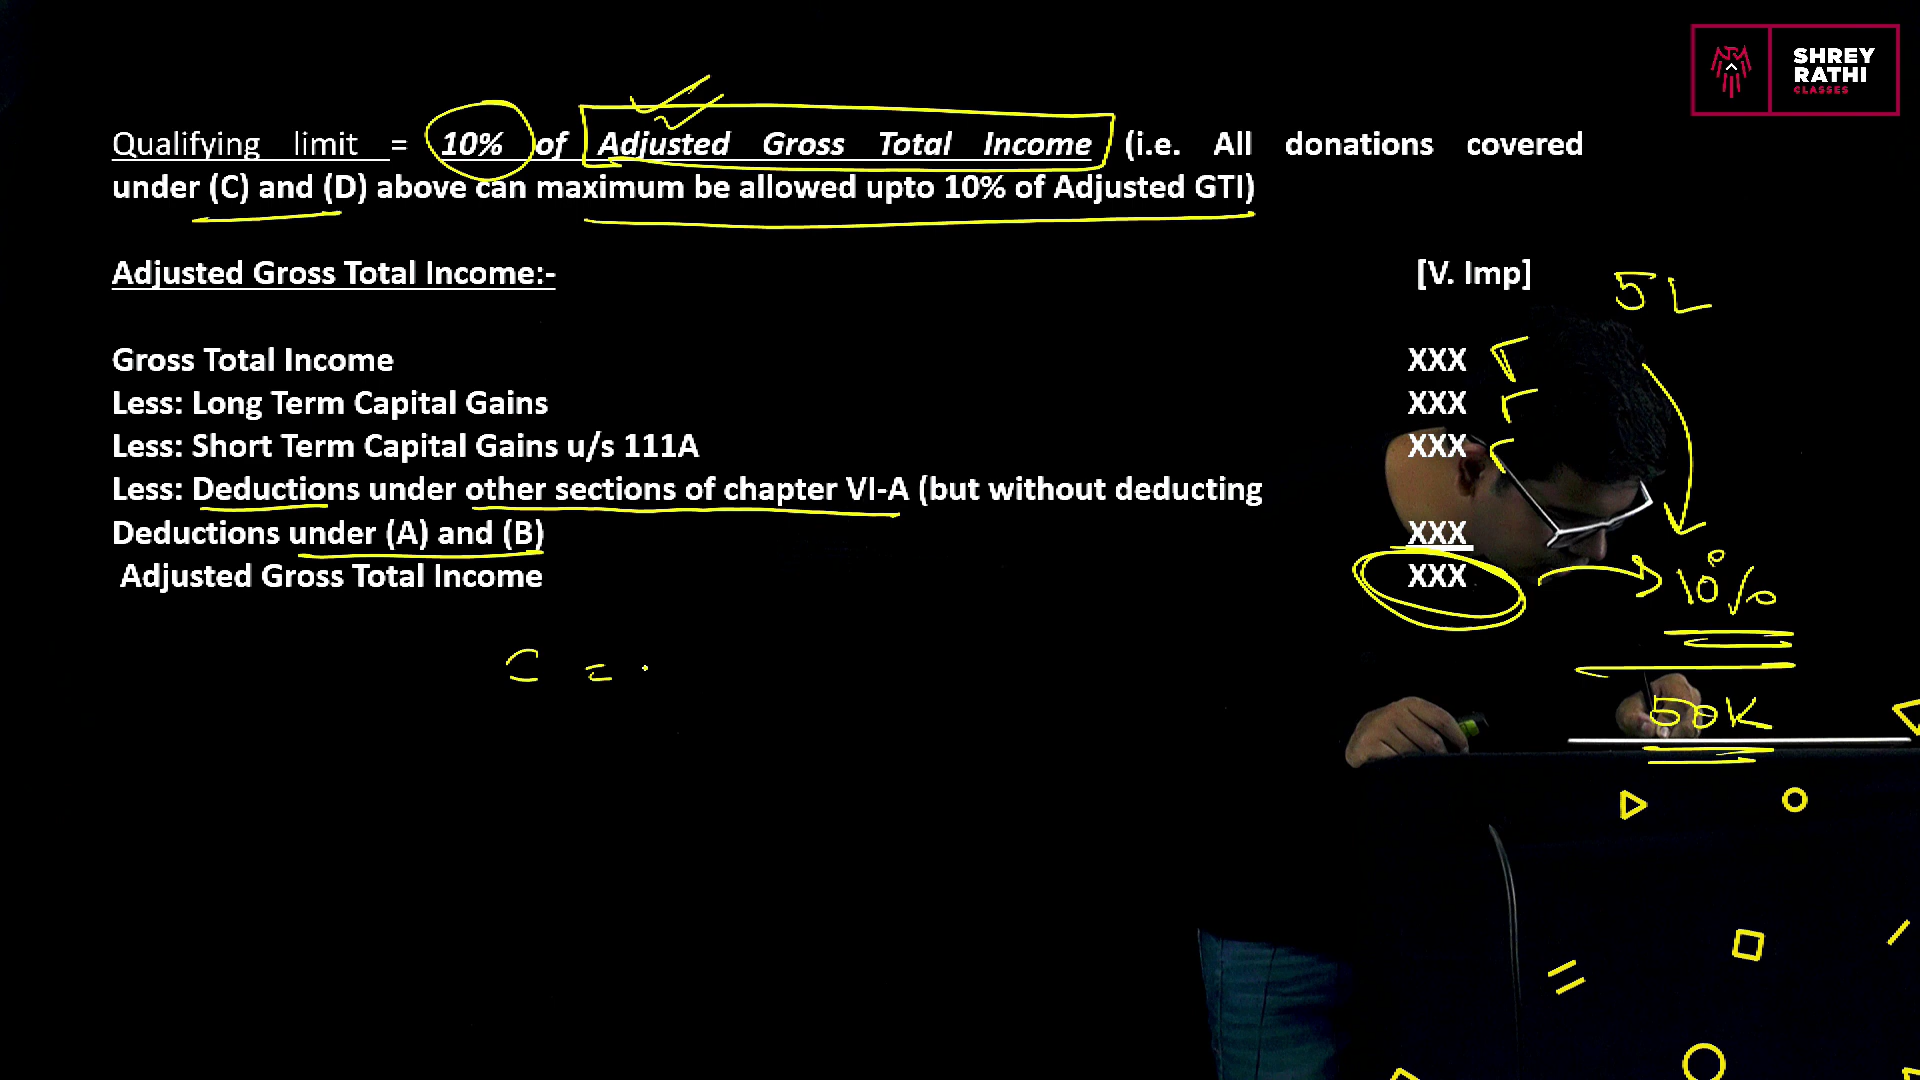 SHREY
RATHI
CLASSES
Qualifying limit = 10% of Adjusted Gross Total Income (i.e. All donations covered
under (C) and (D) above can maximum be allowed upto 10% of Adjusted GTI)
Adjusted Gross Total Income:- [V. Imp] 5L
Gross Total Income XXX
Less: Long Term Capital Gains XXX
Less: Short Term Capital Gains u/s 111A XXX
Less: Deductions under other sections of chapter VI-A (but without deducting
Deductions under (A) and (B) XXX
Adjusted Gross Total Income XXX 10%
C =
50K